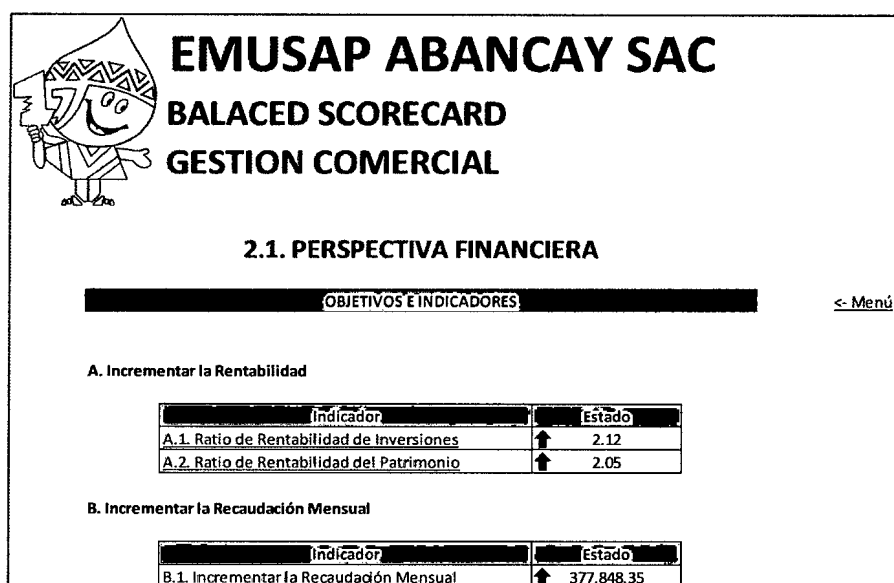 EMUSAP ABANCAY SAC
BALACED SCORECARD
GESTION COMERCIAL
2.1. PERSPECTIVA FINANCIERA
OBJETIVOS E INDICADORES
<- Menú
A. Incrementar la Rentabilidad
Indicador Estado
A.1. Ratio de Rentabilidad de Inversiones 2.12
A.2. Ratio de Rentabilidad del Patrimonio 2.05
B. Incrementar la Recaudación Mensual
Indicador Estado
B.1. Incrementar la Recaudación Mensual 377,848.35